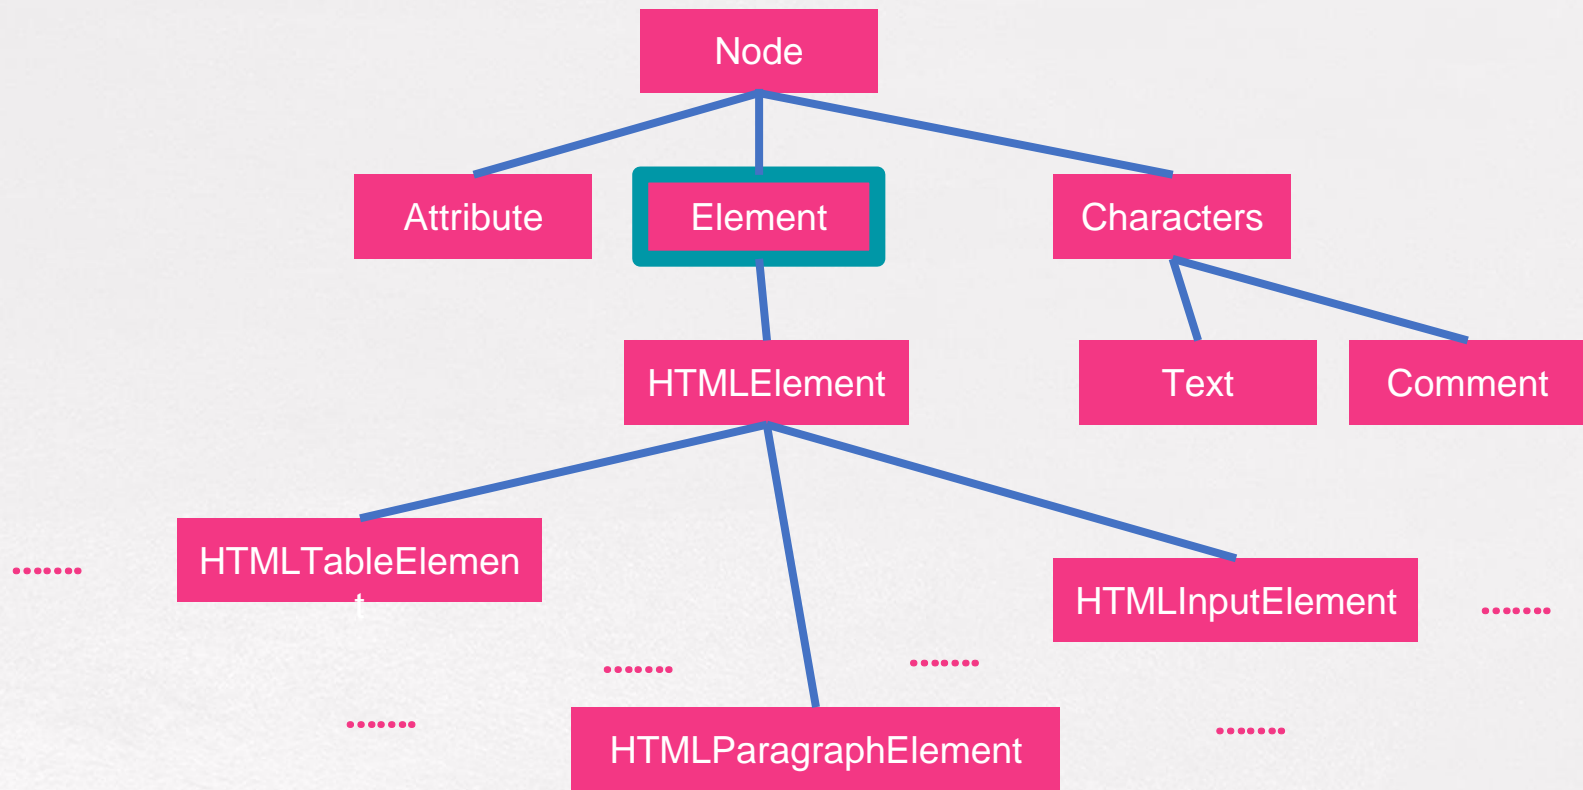 Node
Attribute
Element
Characters
HTMLElement
Text
Comment
HTMLTableElemen
t
HTMLInputElement
.......
.......
.......
.......
.......
.......
HTMLParagraphElement